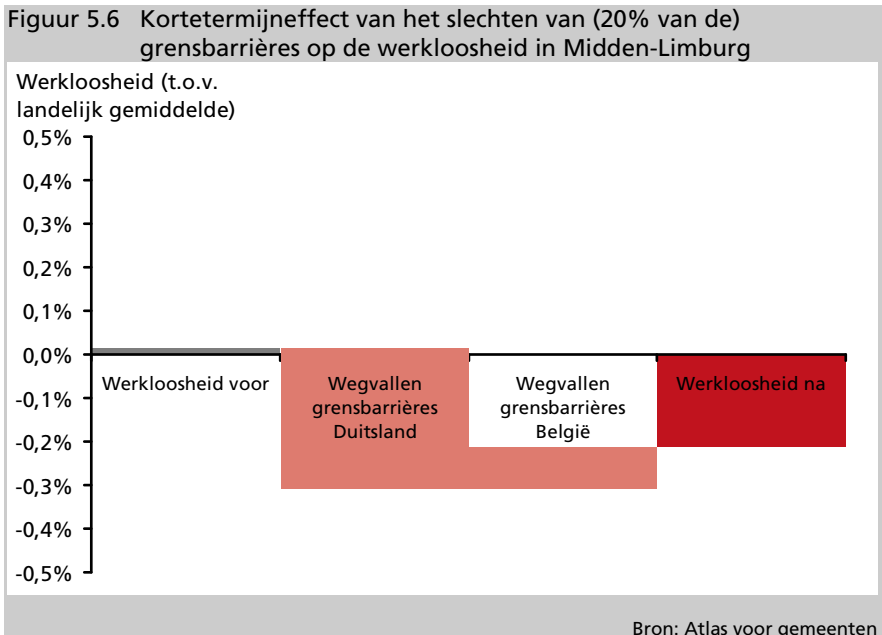 Figuur 5.6 Kortetermijneffect van het slechten van (20% van de)
grensbarrières op de werkloosheid in Midden-Limburg
Werkloosheid (t.o.v.
landelijk gemiddelde)
0,5%
0,4%
0,3%
0,2%
0,1%
0,0%
-0,1%
-0,2%
-0,3%
-0,4%
-0,5%
Werkloosheid voor
Wegvallen
grensbarrières
Duitsland
Wegvallen
grensbarrières
België
Werkloosheid na
Bron: Atlas voor gemeenten